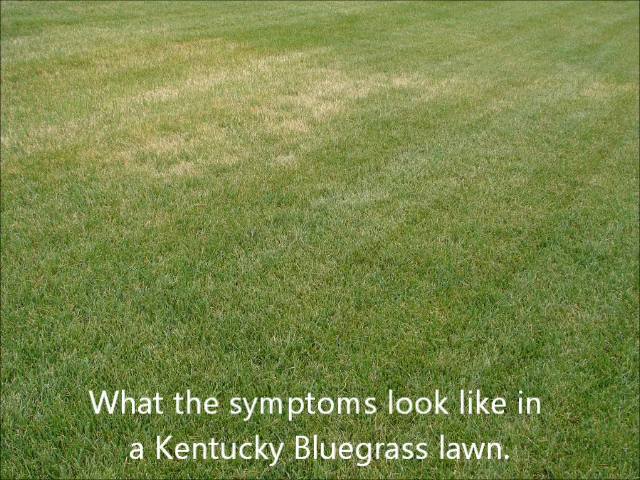 What the symptoms look like in
a Kentucky Bluegrass lawn.